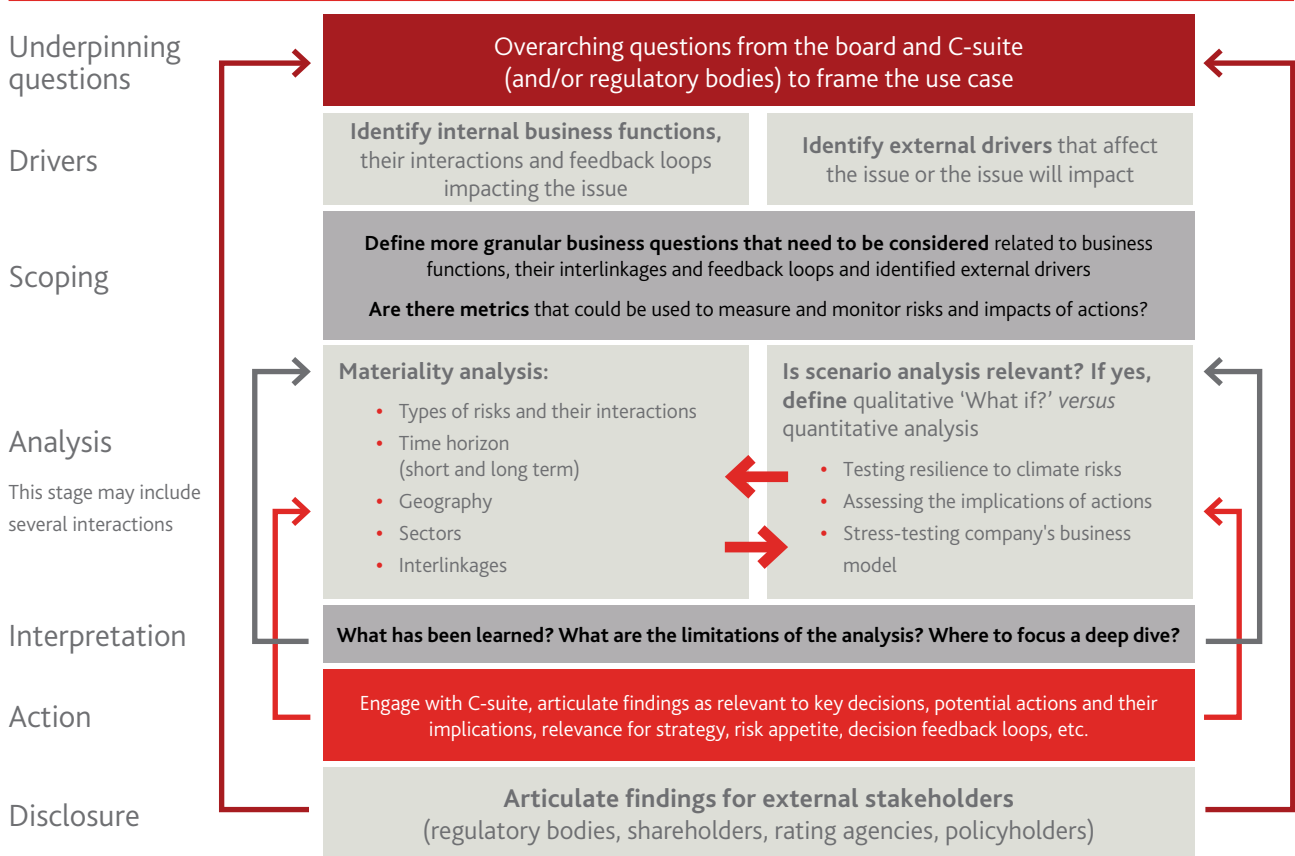 Underpinning
questions
Overarching questions from the board and C-suite
(and/or regulatory bodies) to frame the use case
Drivers
Identify internal business functions,
their interactions and feedback loops
impacting the issue
Identify external drivers that affect
the issue or the issue will impact
Scoping
Define more granular business questions that need to be considered related to business
functions, their interlinkages and feedback loops and identified external drivers
Are there metrics that could be used to measure and monitor risks and impacts of actions?
Analysis
This stage may include
several interactions
Materiality analysis:
• Types of risks and their interactions
• Time horizon
(short and long term)
• Geography
• Sectors
• Interlinkages
Is scenario analysis relevant? If yes,
define qualitative ‘What if?’ versus
quantitative analysis
• Testing resilience to climate risks
• Assessing the implications of actions
• Stress-testing company's business
model
Interpretation
What has been learned? What are the limitations of the analysis? Where to focus a deep dive?
Action
Engage with C-suite, articulate findings as relevant to key decisions, potential actions and their
implications, relevance for strategy, risk appetite, decision feedback loops, etc.
Disclosure
Articulate findings for external stakeholders
(regulatory bodies, shareholders, rating agencies, policyholders)